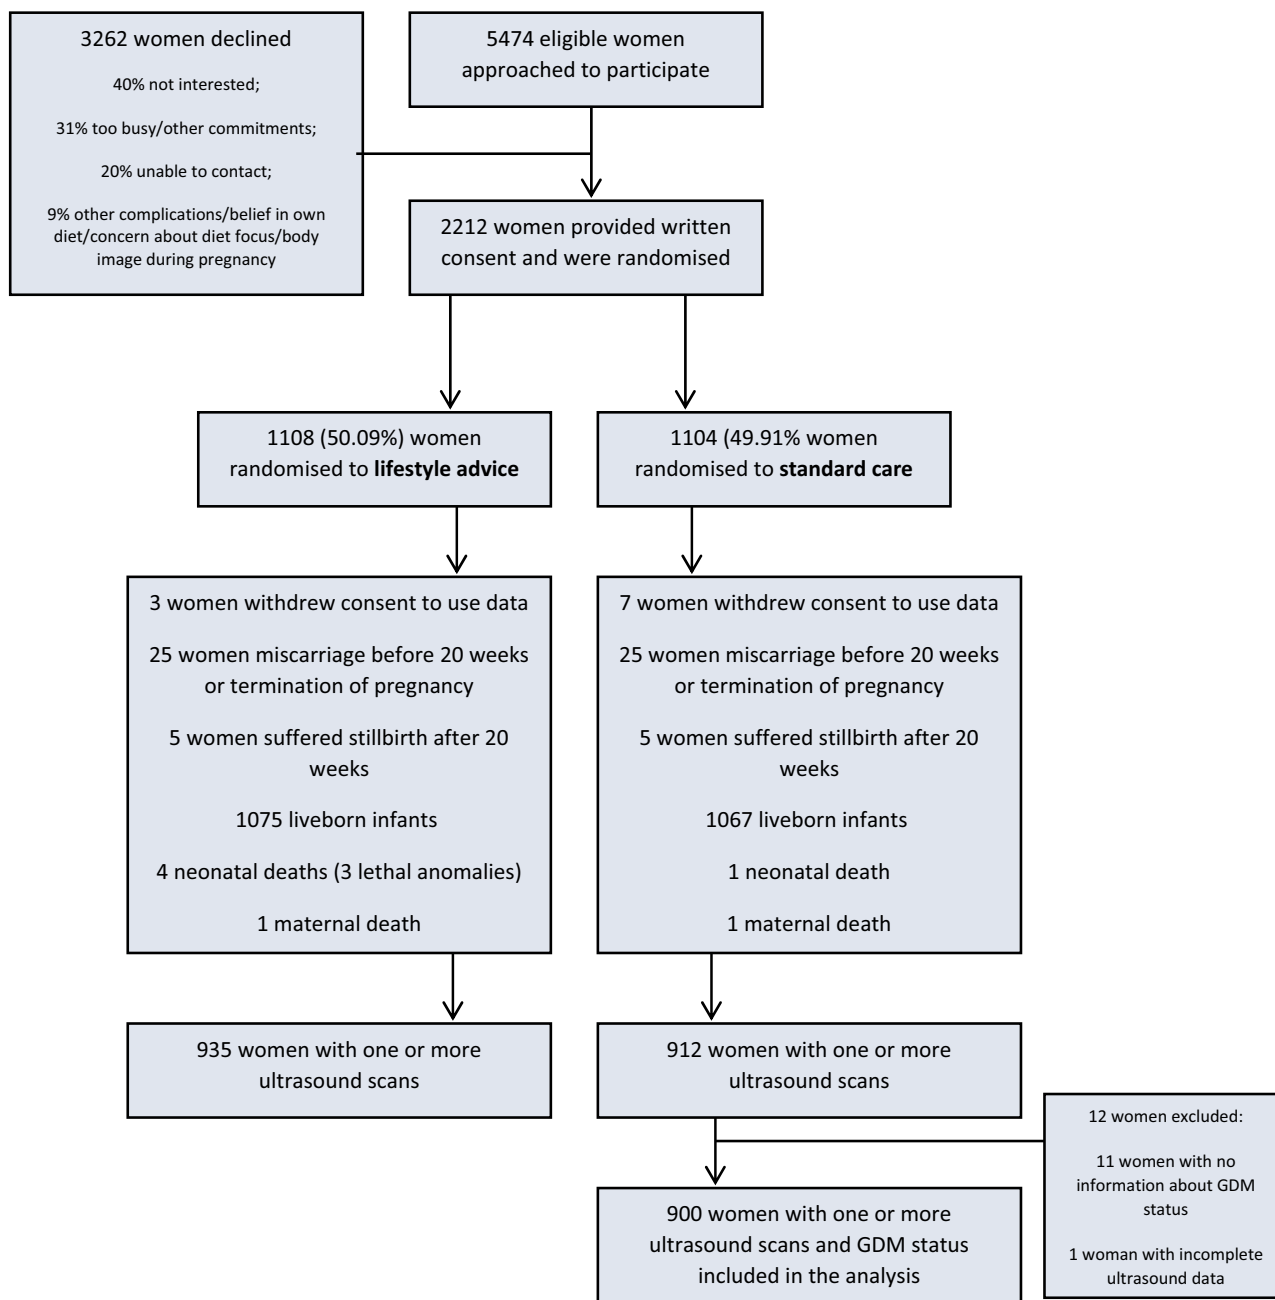 3262 women declined
40% not interested;
31% too busy/other commitments;
20% unable to contact;
9% other complications/belief in own
diet/concern about diet focus/body
image during pregnancy
5474 eligible women
approached to participate
2212 women provided written
consent and were randomised
1108 (50.09%) women
randomised to lifestyle advice
1104 (49.91% women
randomised to standard care
3 women withdrew consent to use data
25 women miscarriage before 20 weeks
or termination of pregnancy
5 women suffered stillbirth after 20
weeks
1075 liveborn infants
4 neonatal deaths (3 lethal anomalies)
1 maternal death
7 women withdrew consent to use data
25 women miscarriage before 20 weeks
or termination of pregnancy
5 women suffered stillbirth after 20
weeks
1067 liveborn infants
1 neonatal death
1 maternal death
935 women with one or more
ultrasound scans
912 women with one or more
ultrasound scans
12 women excluded:
11 women with no
information about GDM
status
1 woman with incomplete
ultrasound data
900 women with one or more
ultrasound scans and GDM status
included in the analysis